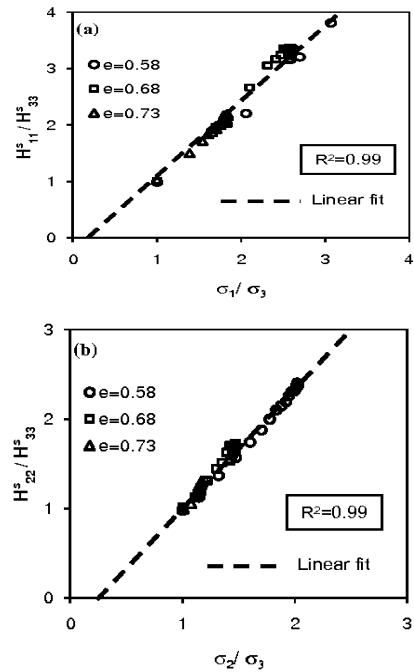 (a)
4
3
2
1
0
H^s_11 / H^s_33
e=0.58
e=0.68
e=0.73
R²=0.99
Linear fit
0 1 2 3 4
σ1/ σ3
(b)
3
2
1
0
H^s_22 / H^s_33
e=0.58
e=0.68
e=0.73
R²=0.99
Linear fit
0 1 2 3
σ2/ σ3